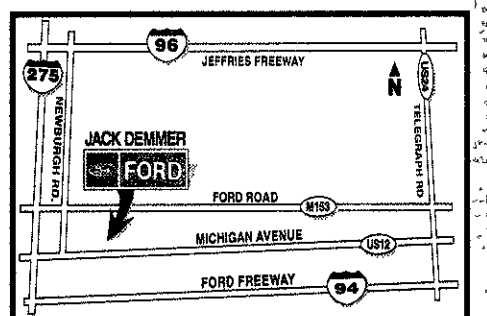 96
JEFFRIES FREEWAY
275
NEWBURGH RD.
N
US24
TELEGRAPH RD
JACK DEMMER
FORD
FORD ROAD
M153
MICHIGAN AVENUE
US12
FORD FREEWAY
94